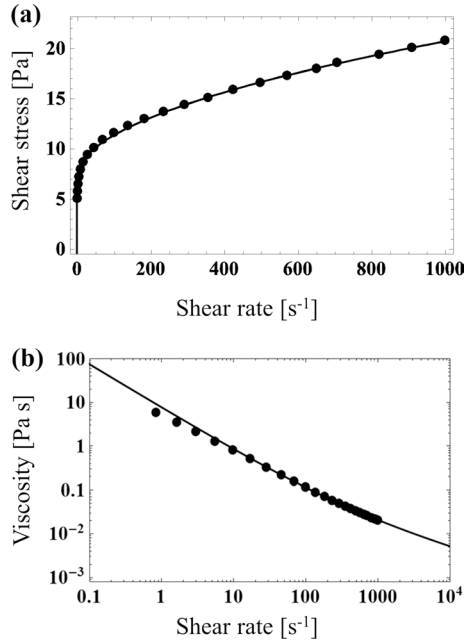 (a)
Shear stress [Pa]
20
15
10
5
0
0 200 400 600 800 1000
Shear rate [s⁻¹]
(b)
Viscosity [Pa s]
100
10
1
0.1
10⁻²
10⁻³
0.1 1 10 100 1000 10⁴
Shear rate [s⁻¹]